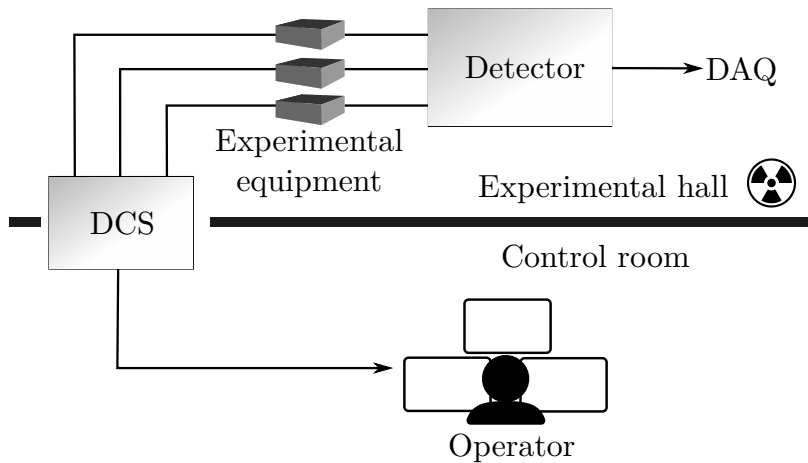 Detector
DAQ
Experimental
equipment
Experimental hall
DCS
Control room
Operator